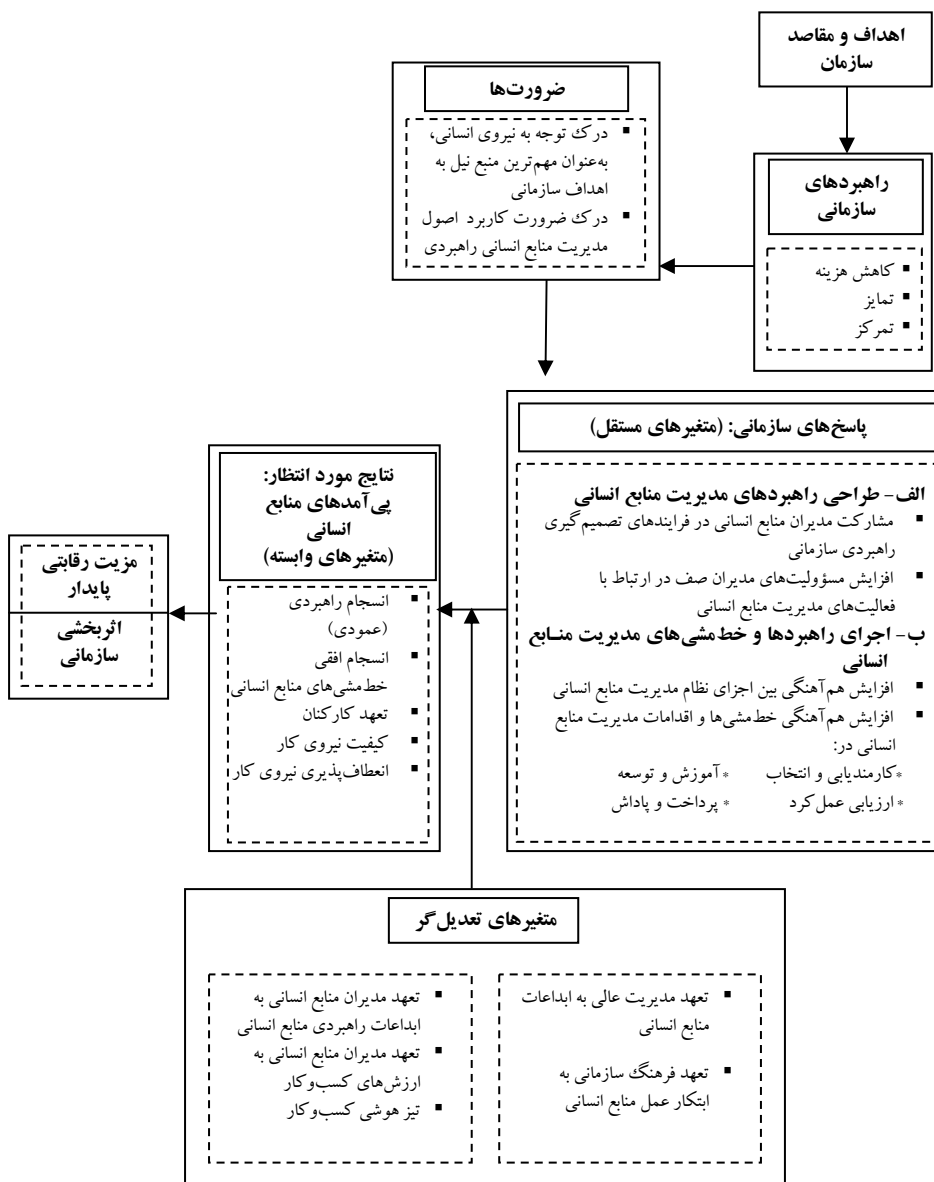 اهداف و مقاصد
سازمان
راهبردهای
سازمانی
■ کاهش هزینه
■ تمایز
■ تمرکز
ضرورت‌ها
■ درک توجه به نیروی انسانی،
به‌عنوان مهم‌ترین منبع نیل به
اهداف سازمانی
■ درک ضرورت کاربرد اصول
مدیریت منابع انسانی راهبردی
پاسخ‌های سازمانی: (متغیرهای مستقل)
الف- طراحی راهبردهای مدیریت منابع انسانی
■ مشارکت مدیران منابع انسانی در فرایندهای تصمیم‌گیری
راهبردی سازمانی
■ افزایش مسؤولیت‌های مدیران صف در ارتباط با
فعالیت‌های مدیریت منابع انسانی
ب- اجرای راهبردها و خط‌مشی‌های مدیریت منـابع
انسانی
■ افزایش هم‌آهنگی بین اجزای نظام مدیریت منابع انسانی
■ افزایش هم‌آهنگی خط‌مشی‌ها و اقدامات مدیریت منابع
انسانی در:
*کارمندیابی و انتخاب * آموزش و توسعه
* ارزیابی عمل‌کرد * پرداخت و پاداش
نتایج مورد انتظار:
پی‌آمدهای منابع
انسانی
(متغیرهای وابسته)
■ انسجام راهبردی
(عمودی)
■ انسجام افقی
خط‌مشی‌های منابع انسانی
■ تعهد کارکنان
■ کیفیت نیروی کار
■ انعطاف‌پذیری نیروی کار
مزیت رقابتی
پایدار
اثربخشی
سازمانی
متغیرهای تعدیل‌گر
■ تعهد مدیریت عالی به ابداعات
منابع انسانی
■ تعهد فرهنگ سازمانی به
ابتکار عمل منابع انسانی
■ تعهد مدیران منابع انسانی به
ابداعات راهبردی منابع انسانی
■ تعهد مدیران منابع انسانی به
ارزش‌های کسب‌وکار
■ تیز هوشی کسب‌وکار